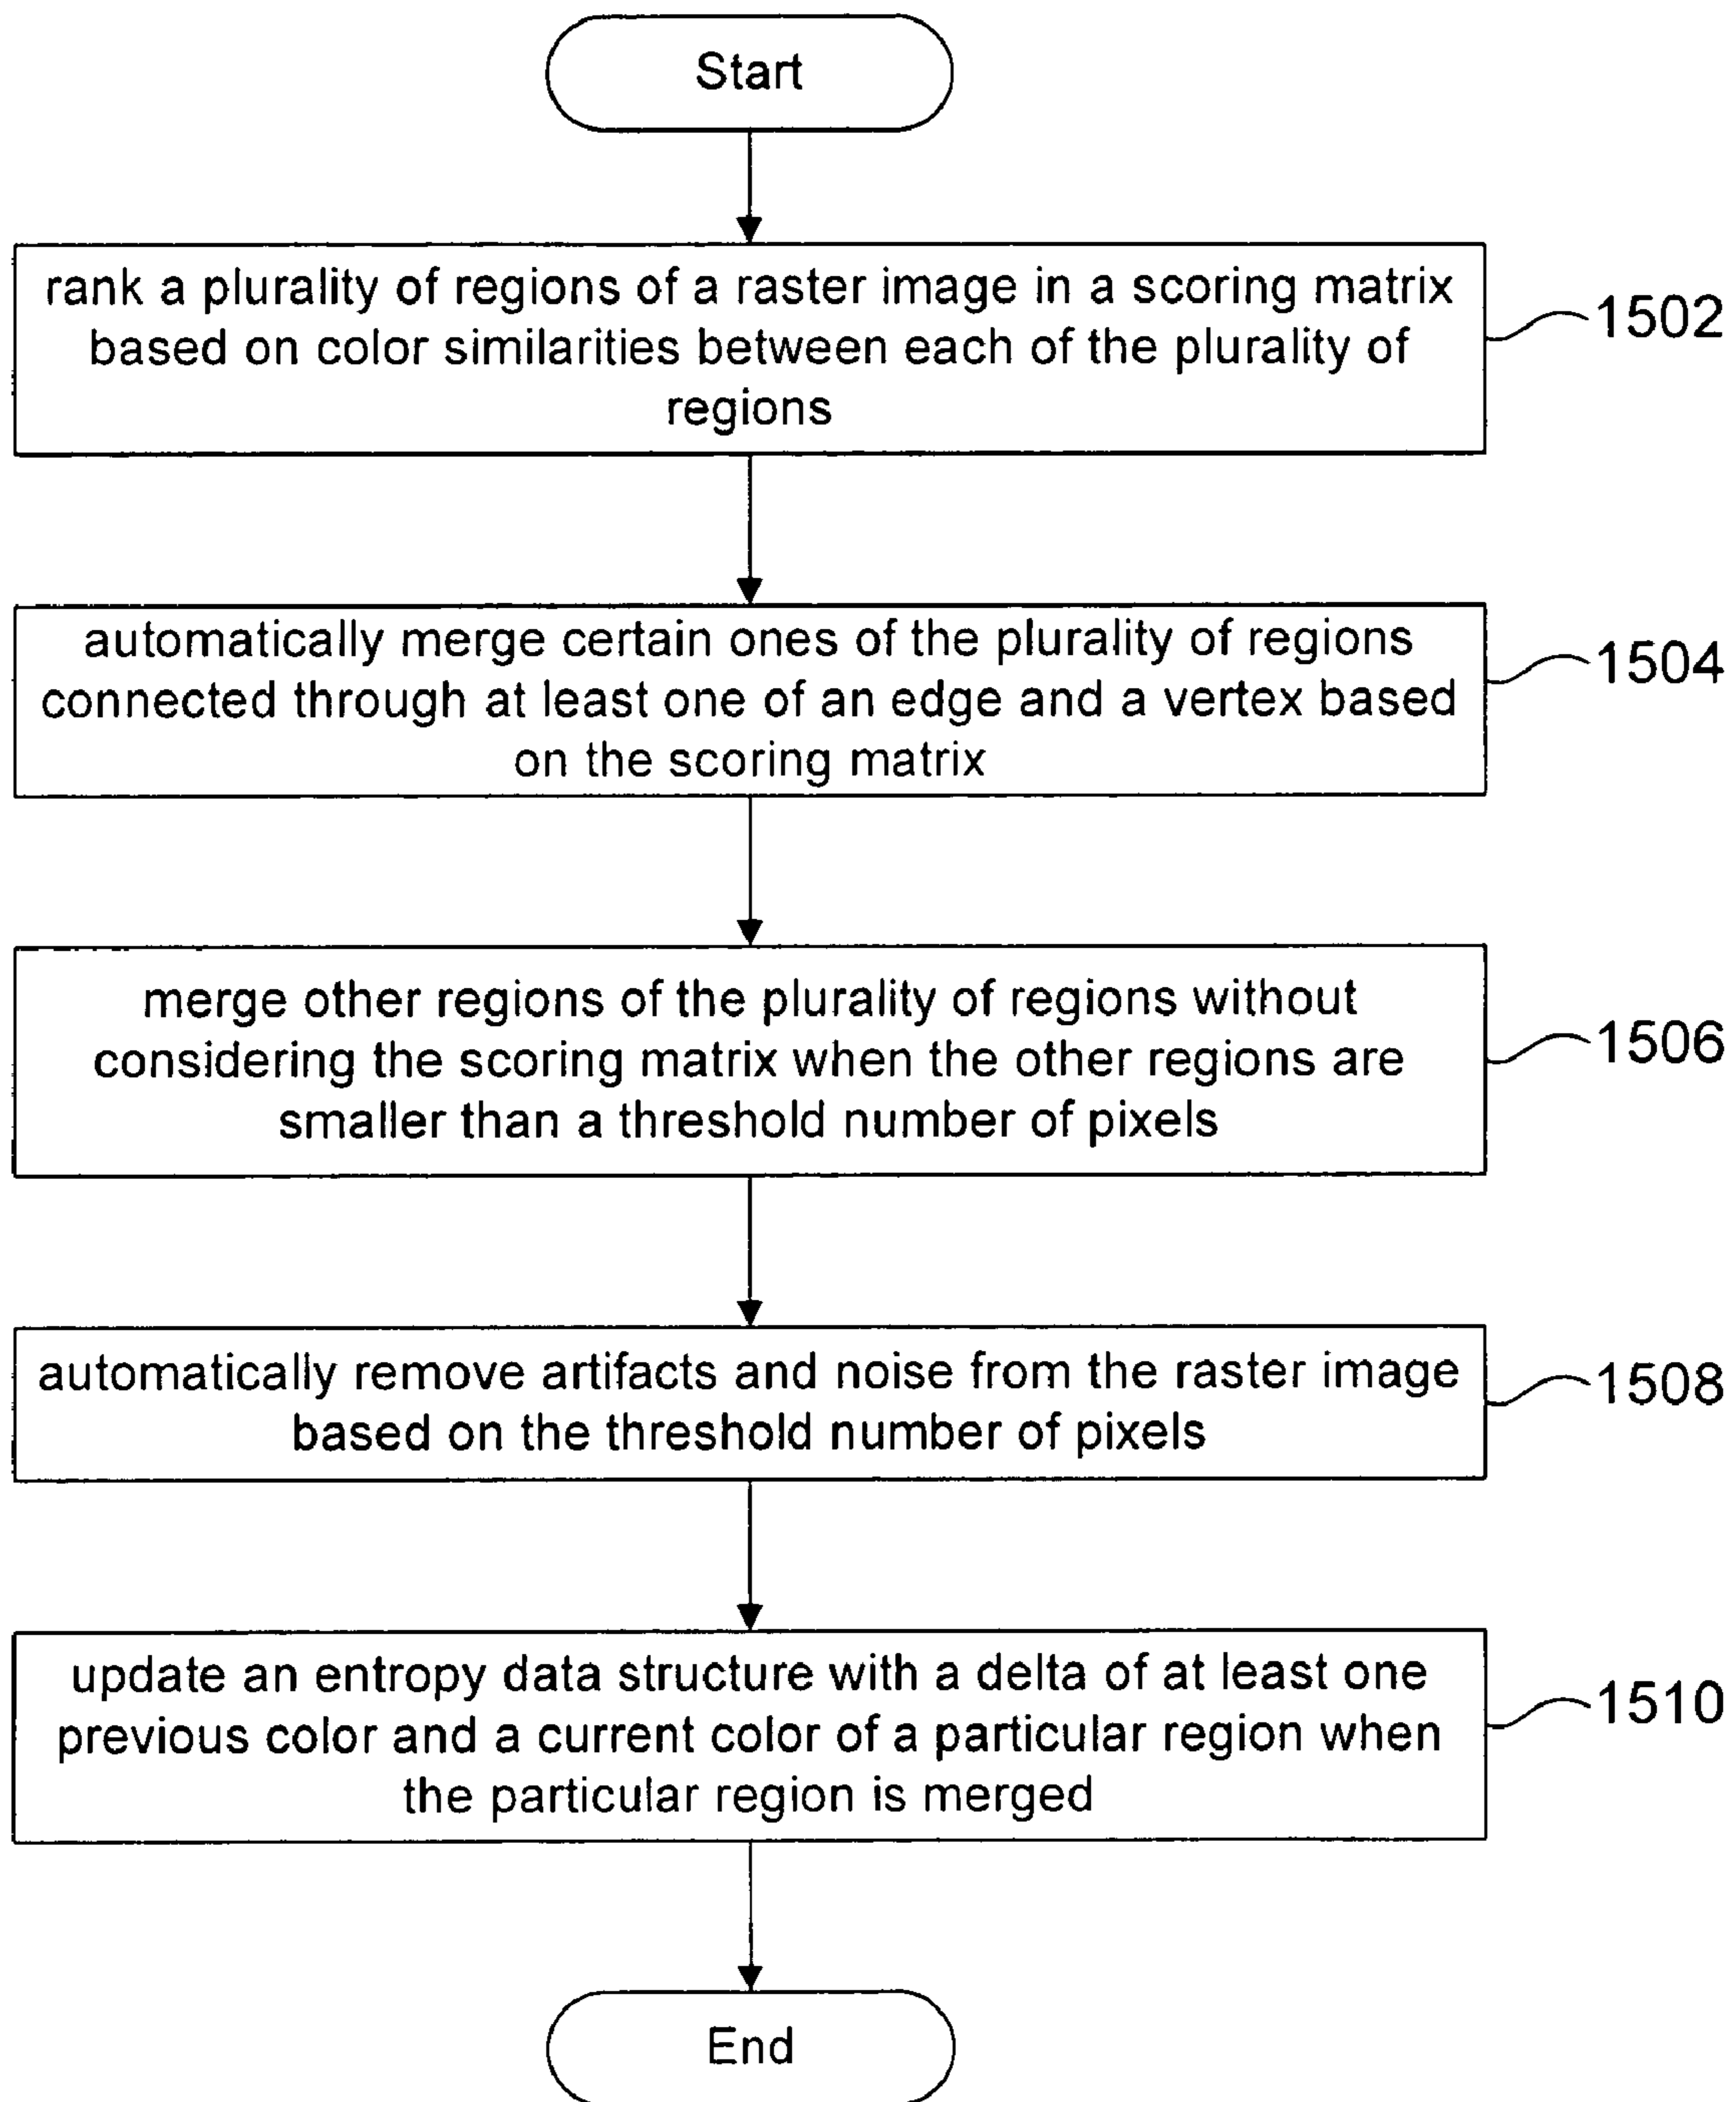 Start
rank a plurality of regions of a raster image in a scoring matrix
based on color similarities between each of the plurality of
regions
1502
automatically merge certain ones of the plurality of regions
connected through at least one of an edge and a vertex based
on the scoring matrix
1504
merge other regions of the plurality of regions without
considering the scoring matrix when the other regions are
smaller than a threshold number of pixels
1506
automatically remove artifacts and noise from the raster image
based on the threshold number of pixels
1508
update an entropy data structure with a delta of at least one
previous color and a current color of a particular region when
the particular region is merged
1510
End